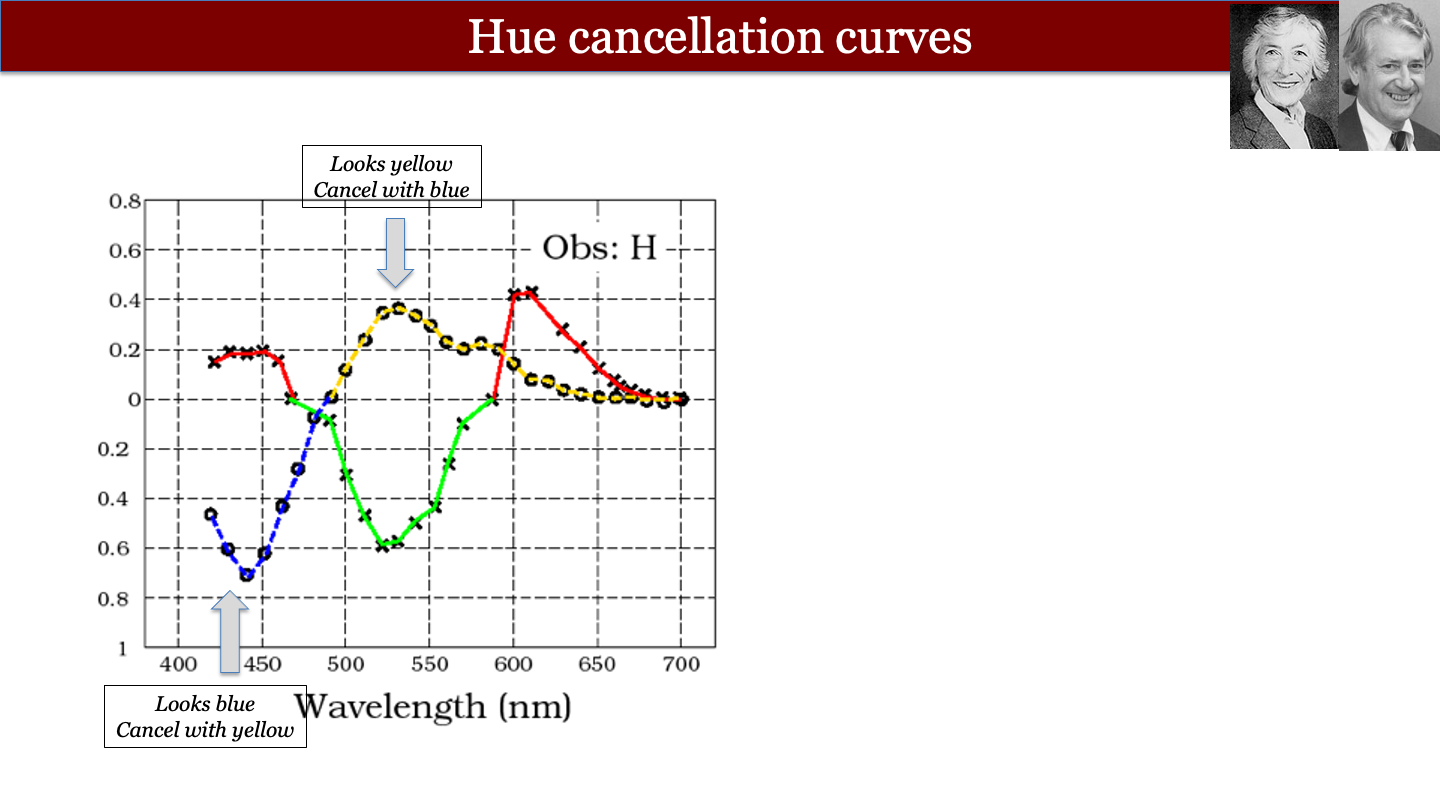 Hue cancellation curves
Looks yellow
Cancel with blue
0.8
0.6
Obs: H
0.4
0.2
0
0.2
0.4
0.6
0.8
1
400 450 500 550 600 650 700
Looks blue
Cancel with yellow
Wavelength (nm)